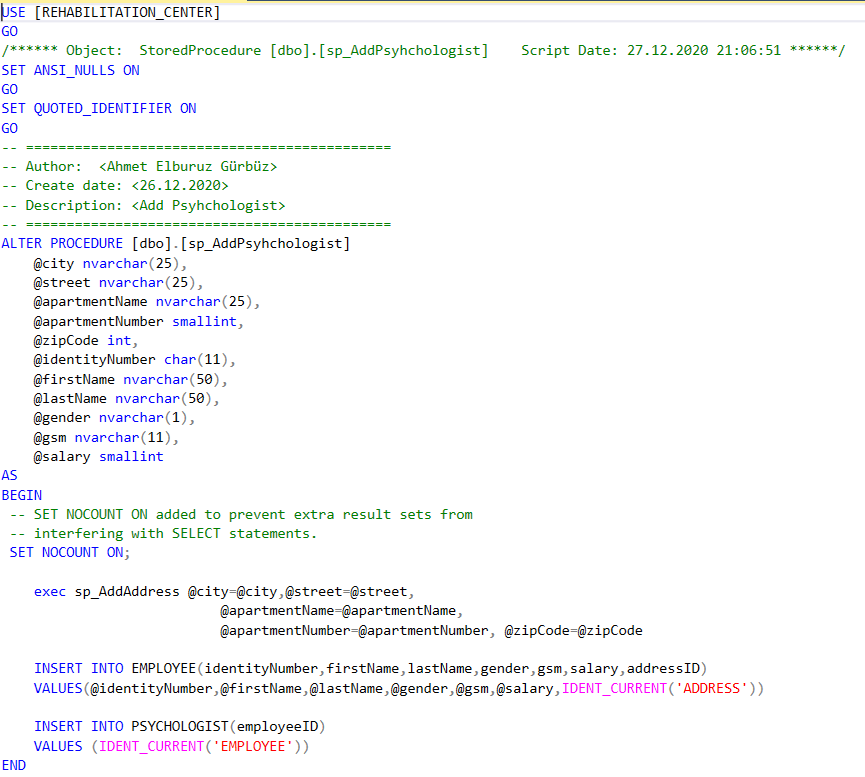 USE [REHABILITATION_CENTER]
GO
/****** Object:  StoredProcedure [dbo].[sp_AddPsyhchologist]    Script Date: 27.12.2020 21:06:51 ******/
SET ANSI_NULLS ON
GO
SET QUOTED_IDENTIFIER ON
GO
-- =============================================
-- Author:  <Ahmet Elburuz Gürbüz>
-- Create date: <26.12.2020>
-- Description: <Add Psyhchologist>
-- =============================================
ALTER PROCEDURE [dbo].[sp_AddPsyhchologist]
    @city nvarchar(25),
    @street nvarchar(25),
    @apartmentName nvarchar(25),
    @apartmentNumber smallint,
    @zipCode int,
    @identityNumber char(11),
    @firstName nvarchar(50),
    @lastName nvarchar(50),
    @gender nvarchar(1),
    @gsm nvarchar(11),
    @salary smallint
AS
BEGIN
 -- SET NOCOUNT ON added to prevent extra result sets from
 -- interfering with SELECT statements.
 SET NOCOUNT ON;
    exec sp_AddAddress @city=@city,@street=@street,
                           @apartmentName=@apartmentName,
                           @apartmentNumber=@apartmentNumber, @zipCode=@zipCode
    INSERT INTO EMPLOYEE(identityNumber,firstName,lastName,gender,gsm,salary,addressID)
    VALUES(@identityNumber,@firstName,@lastName,@gender,@gsm,@salary,IDENT_CURRENT('ADDRESS'))
    INSERT INTO PSYCHOLOGIST(employeeID)
    VALUES (IDENT_CURRENT('EMPLOYEE'))
END